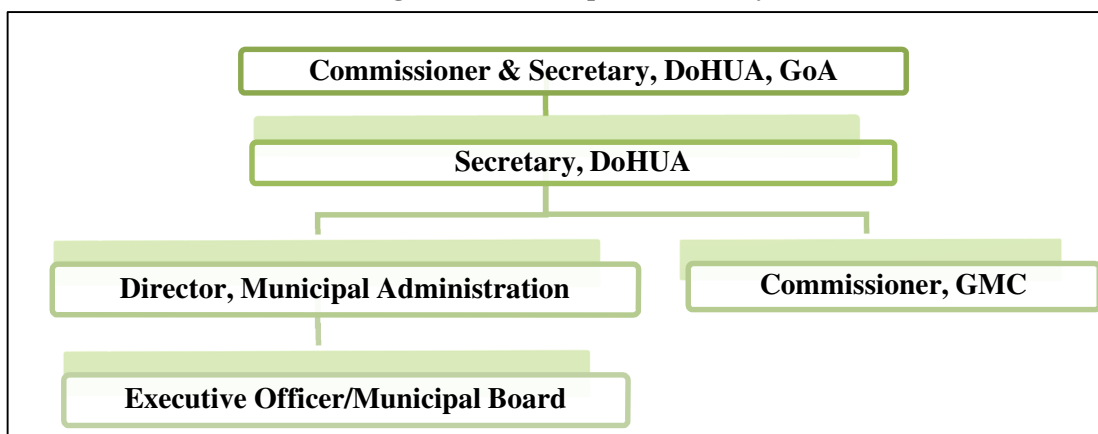 Commissioner & Secretary, DoHUA, GoA
Secretary, DoHUA
Director, Municipal Administration
Commissioner, GMC
Executive Officer/Municipal Board